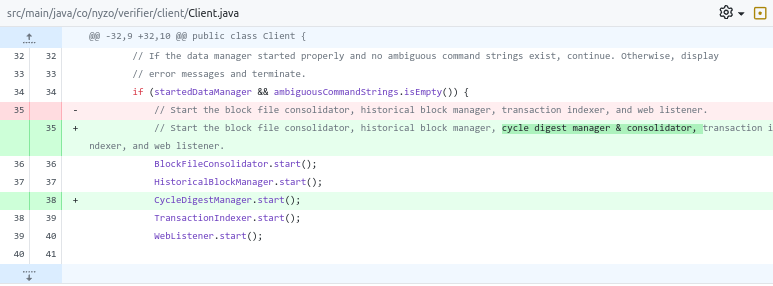 src/main/java/co/nyzo/verifier/client/Client.java
@@ -32,9 +32,10 @@ public class Client {
32 32 // If the data manager started properly and no ambiguous command strings exist, continue. Otherwise, display
33 33 // error messages and terminate.
34 34 if (startedDataManager && ambiguousCommandStrings.isEmpty()) {
35 - // Start the block file consolidator, historical block manager, transaction indexer, and web listener.
35 + // Start the block file consolidator, historical block manager, cycle digest manager & consolidator, transaction i
ndexer, and web listener.
36 36 BlockFileConsolidator.start();
37 37 HistoricalBlockManager.start();
38 + CycleDigestManager.start();
38 39 TransactionIndexer.start();
39 40 WebListener.start();
40 41